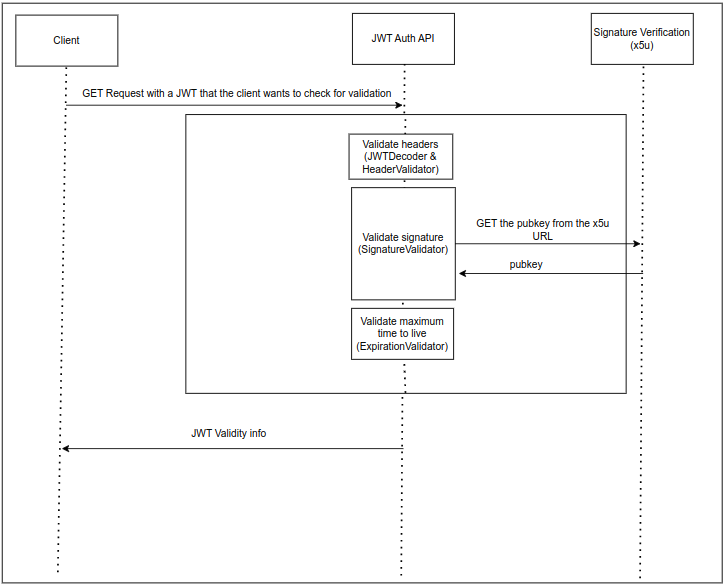 Client
JWT Auth API
Signature Verification
(x5u)
GET Request with a JWT that the client wants to check for validation
Validate headers
(JWTDecoder &
HeaderValidator)
Validate signature
(SignatureValidator)
GET the pubkey from the x5u
URL
pubkey
Validate maximum
time to live
(ExpirationValidator)
JWT Validity info